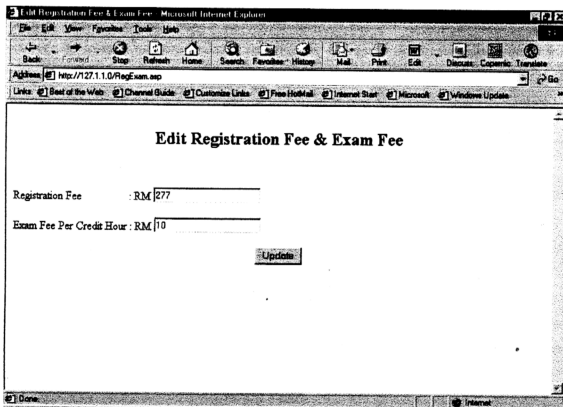 Edit Registration Fee & Exam Fee - Microsoft Internet Explorer
File Edit View Favorites Tools Help
Back Forward Stop Refresh Home Search Favorites History Mail Print Edit Discuss Copernic Translate
Address http://127.1.1.0/RegExam.asp Go
Links Best of the Web Channel Guide Customize Links Free HotMail Internet Start Microsoft Windows Update
Edit Registration Fee & Exam Fee
Registration Fee : RM 277
Exam Fee Per Credit Hour : RM 10
Update
Done Internet